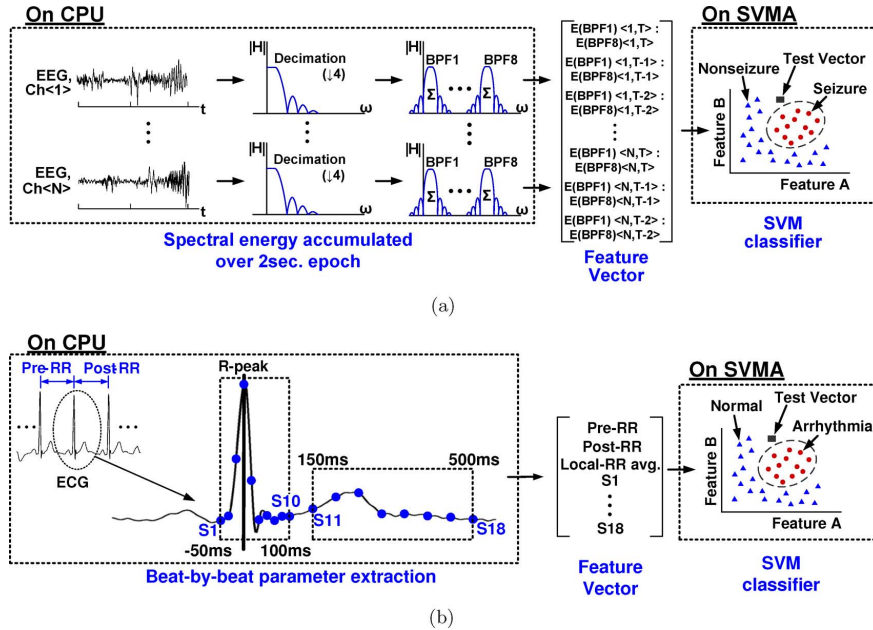 On CPU
EEG,
Ch<1>
t
|H|
Decimation
(↓4)
ω
|H|
BPF1
BPF8
Σ
Σ
ω
EEG,
Ch<N>
t
|H|
Decimation
(↓4)
ω
|H|
BPF1
BPF8
Σ
Σ
ω
Spectral energy accumulated
over 2sec. epoch
E(BPF1) <1,T> :
E(BPF8)<1,T>
E(BPF1) <1,T-1> :
E(BPF8)<1,T-1>
E(BPF1) <1,T-2> :
E(BPF8)<1,T-2>
E(BPF1) <N,T> :
E(BPF8)<N,T>
E(BPF1) <N,T-1> :
E(BPF8)<N,T-1>
E(BPF1) <N,T-2> :
E(BPF8)<N,T-2>
Feature
Vector
On SVMA
Nonseizure
Test Vector
Seizure
Feature B
Feature A
SVM
classifier
(a)
On CPU
Pre-RR
Post-RR
ECG
R-peak
150ms
500ms
S1
S10
S11
S18
-50ms
100ms
Beat-by-beat parameter extraction
Pre-RR
Post-RR
Local-RR avg.
S1
S18
Feature
Vector
On SVMA
Normal
Test Vector
Arrhythmia
Feature B
Feature A
SVM
classifier
(b)